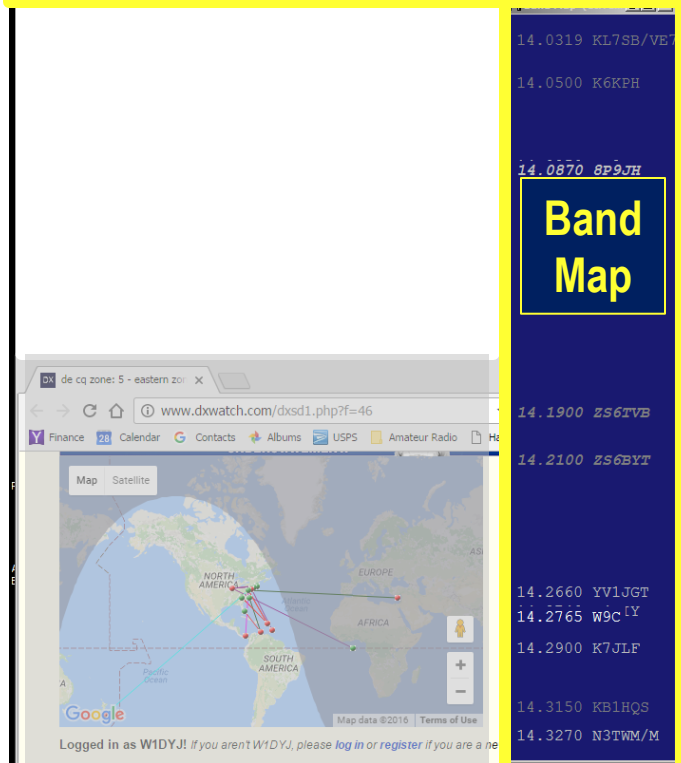 14.0319 KL7SB/VE7
14.0500 K6KPH
14.0870 8P9JH
Band
Map
14.1900 ZS6TVB
14.2100 ZS6BYT
14.2660 YV1JGT
14.2765 W9C [Y
14.2900 K7JLF
14.3150 KB1HQS
14.3270 N3TWM/M
DX de cq zone: 5 - eastern zor
www.dxwatch.com/dxsd1.php?f=46
Finance 28 Calendar G Contacts Albums USPS Amateur Radio Ha
Map Satellite
NORTH
AMERICA
EUROPE
AS
AFRICA
SOUTH
AMERICA
Pacific
Ocean
A
Google
Map data ©2016 Terms of Use
Logged in as W1DYJ! If you aren't W1DYJ, please log in or register if you are a ne